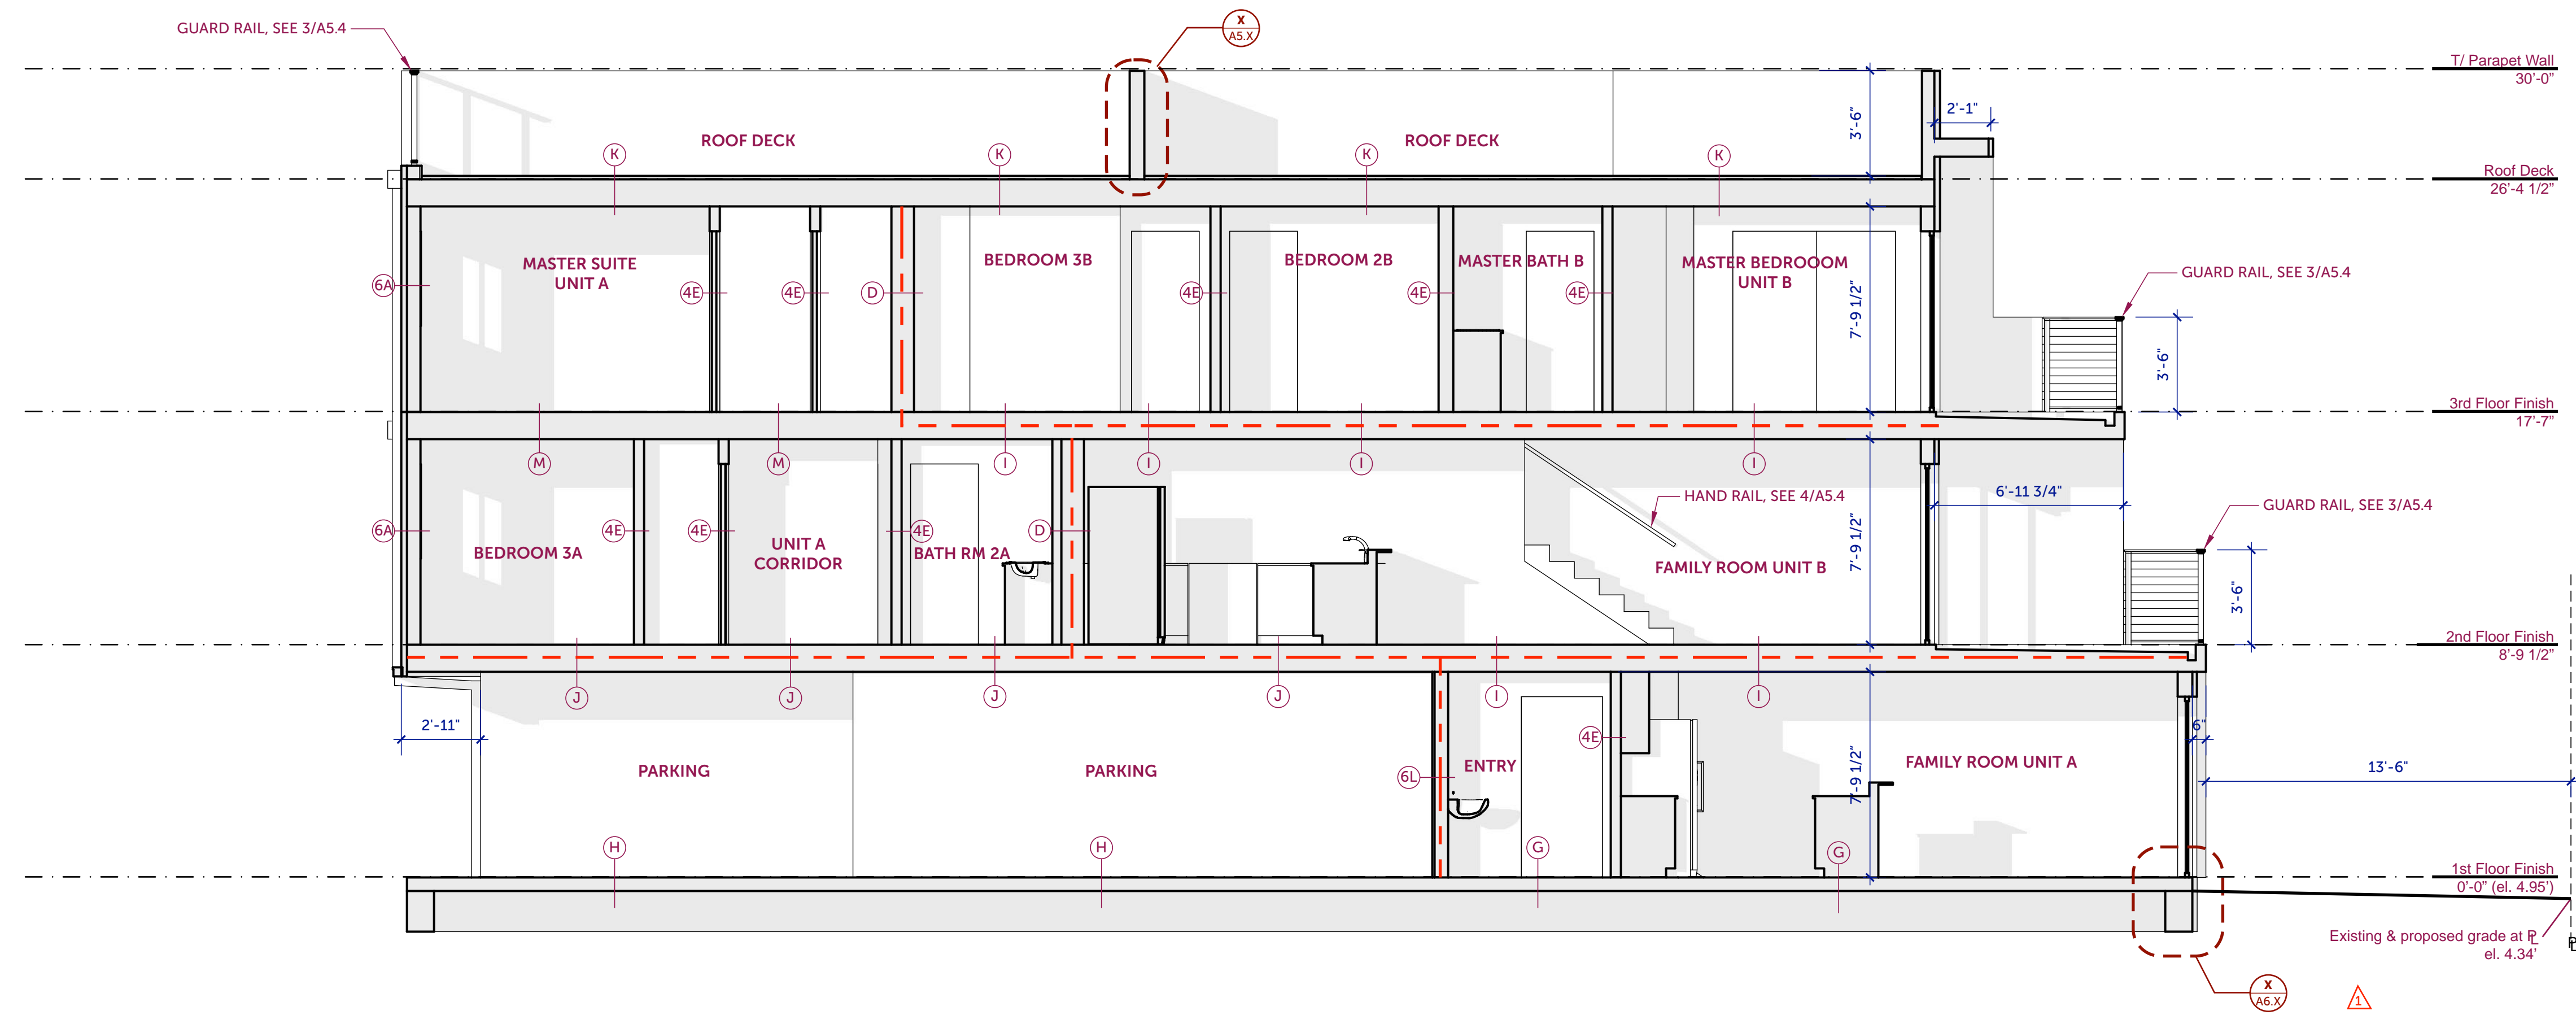 GUARD RAIL, SEE 3/A5.4
X
A5.X
T/ Parapet Wall
30'-0"
2'-1"
3'-6"
ROOF DECK
ROOF DECK
K
K
K
K
Roof Deck
26'-4 1/2"
MASTER SUITE
UNIT A
BEDROOM 3B
BEDROOM 2B
MASTER BATH B
MASTER BEDROOOM
UNIT B
GUARD RAIL, SEE 3/A5.4
6A
4E
4E
D
4E
4E
4E
7'-9 1/2"
3'-6"
3rd Floor Finish
17'-7"
M
M
I
I
I
I
HAND RAIL, SEE 4/A5.4
6'-11 3/4"
GUARD RAIL, SEE 3/A5.4
6A
4E
4E
4E
D
BEDROOM 3A
UNIT A
CORRIDOR
BATH RM 2A
FAMILY ROOM UNIT B
7'-9 1/2"
3'-6"
2nd Floor Finish
8'-9 1/2"
J
J
J
J
I
I
2'-11"
6"
4E
PARKING
PARKING
6L
ENTRY
FAMILY ROOM UNIT A
7'-9 1/2"
13'-6"
H
H
G
G
1st Floor Finish
0'-0" (el. 4.95')
Existing & proposed grade at PL
el. 4.34'
PL
X
A6.X
1